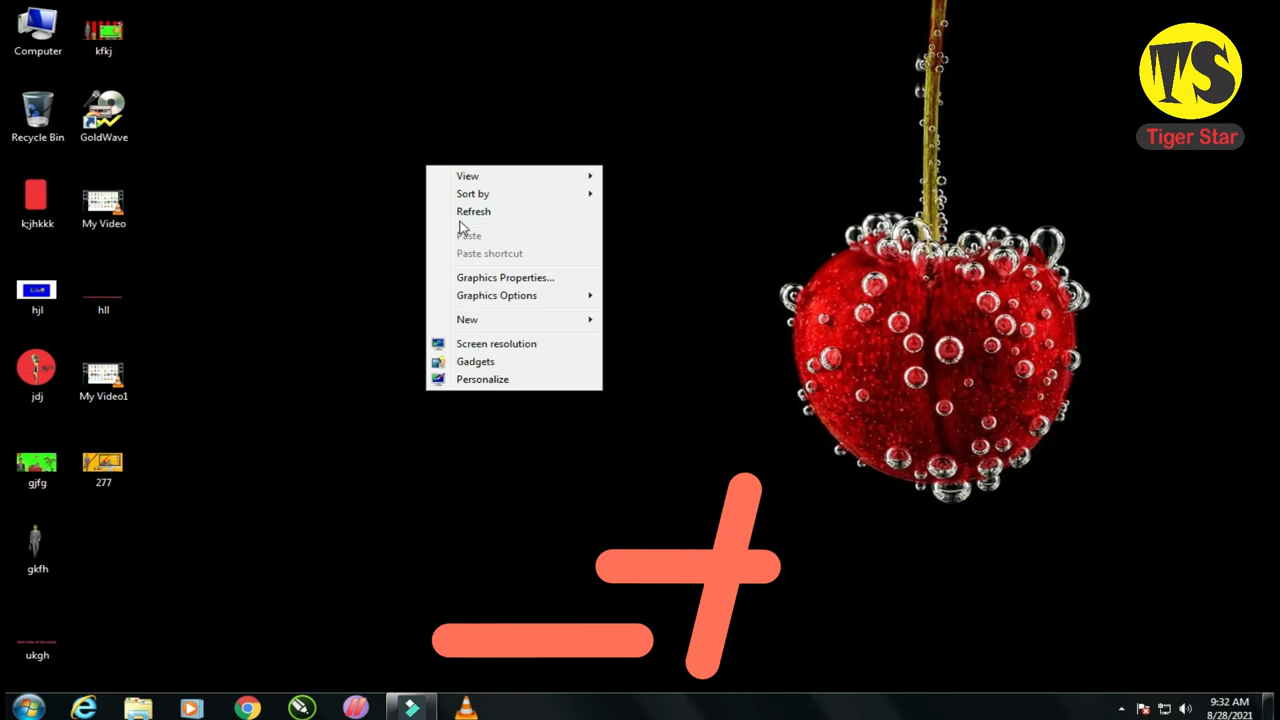 Computer
kfkj
Recycle Bin
GoldWave
k;jhkkk
My Video
hjl
hll
jdj
My Video1
gjfg
277
gkfh
ukgh
View
Sort by
Refresh
Paste
Paste shortcut
Graphics Properties...
Graphics Options
New
Screen resolution
Gadgets
Personalize
TS
Tiger Star
9:32 AM
8/28/2021